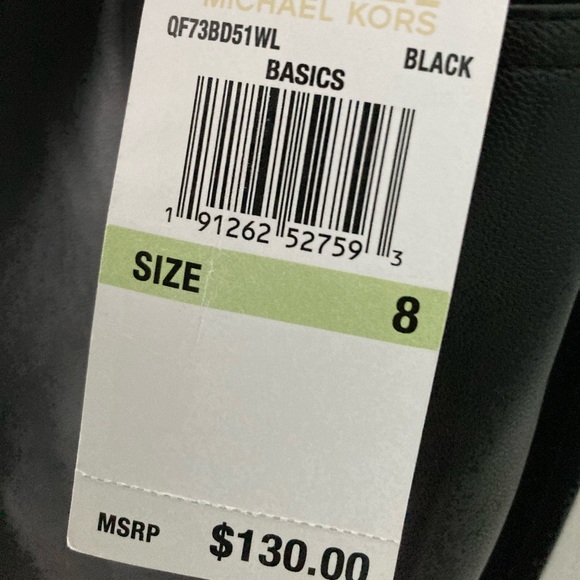 MICHAEL KORS
QF73BD51WL BLACK
BASICS
1 91262 52759 3
SIZE 8
MSRP $130.00